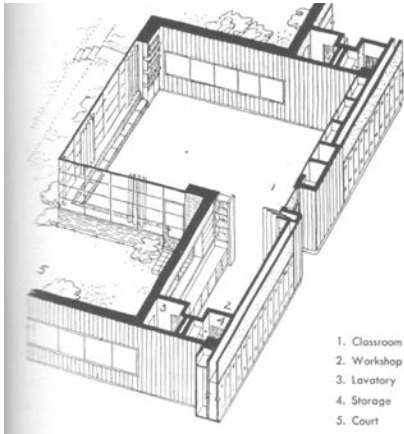 1
5
3
2
4
1. Classroom
2. Workshop
3. Lavatory
4. Storage
5. Court